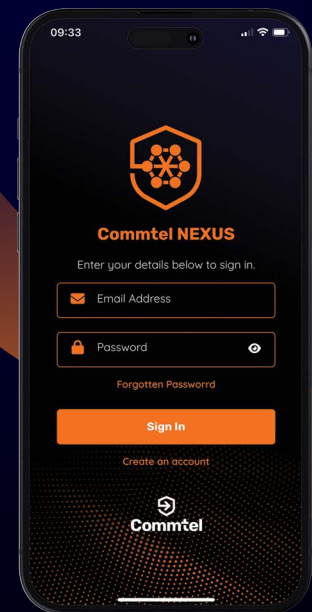 09:33
Commtel NEXUS
Enter your details below to sign in.
Email Address
Password
Forgotten Passworrd
Sign In
Create an account
Commtel